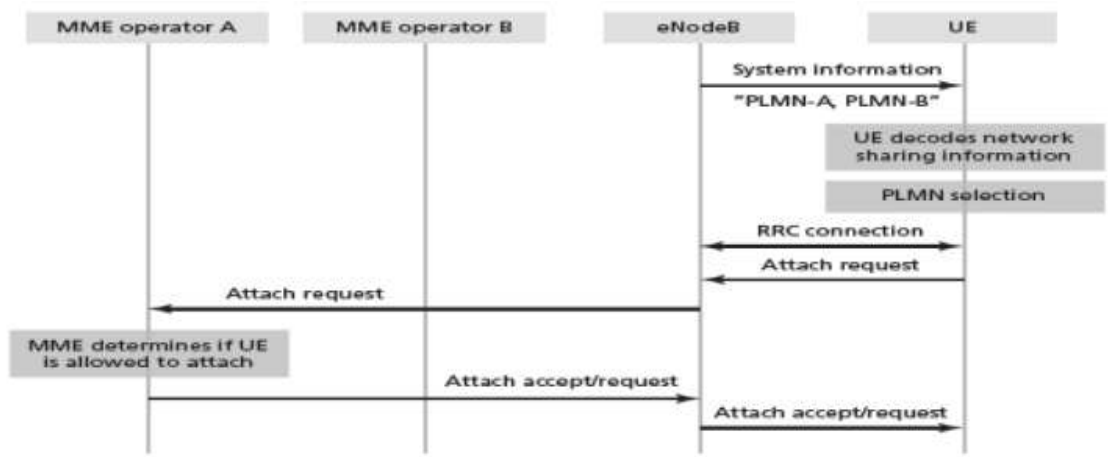 MME operator A
MME operator B
eNodeB
UE
System information
"PLMN-A, PLMN-B"
UE decodes network
sharing information
PLMN selection
RRC connection
Attach request
Attach request
MME determines if UE
is allowed to attach
Attach accept/request
Attach accept/request